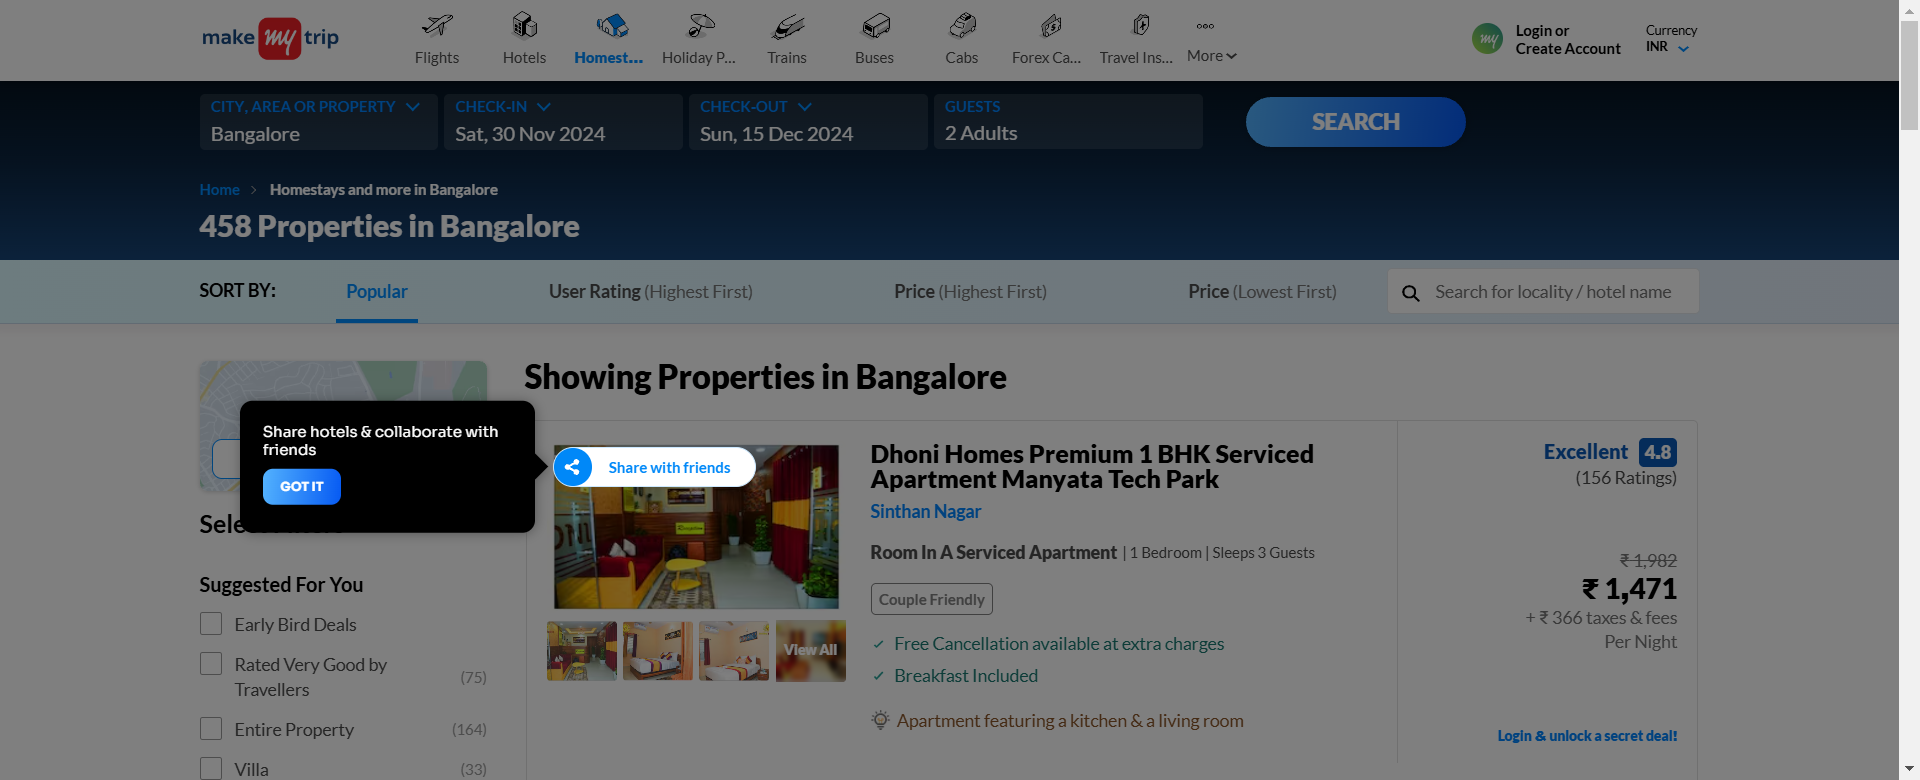 make my trip
Flights
Hotels
Homest...
Holiday P...
Trains
Buses
Cabs
Forex Ca...
Travel Ins...
More
my
Login or
Create Account
Currency
INR
CITY, AREA OR PROPERTY
Bangalore
CHECK-IN
Sat, 30 Nov 2024
CHECK-OUT
Sun, 15 Dec 2024
GUESTS
2 Adults
SEARCH
Home > Homestays and more in Bangalore
458 Properties in Bangalore
SORT BY:
Popular
User Rating (Highest First)
Price (Highest First)
Price (Lowest First)
Search for locality / hotel name
Showing Properties in Bangalore
Share hotels & collaborate with
friends
GOT IT
Share with friends
Suggested For You
Early Bird Deals
Rated Very Good by
Travellers
(75)
Entire Property
(164)
Villa
(33)
View All
Dhoni Homes Premium 1 BHK Serviced
Apartment Manyata Tech Park
Sinthan Nagar
Room In A Serviced Apartment | 1 Bedroom | Sleeps 3 Guests
Couple Friendly
Free Cancellation available at extra charges
Breakfast Included
Apartment featuring a kitchen & a living room
Excellent 4.8
(156 Ratings)
₹ 1,982
₹ 1,471
+ ₹ 366 taxes & fees
Per Night
Login & unlock a secret deal!